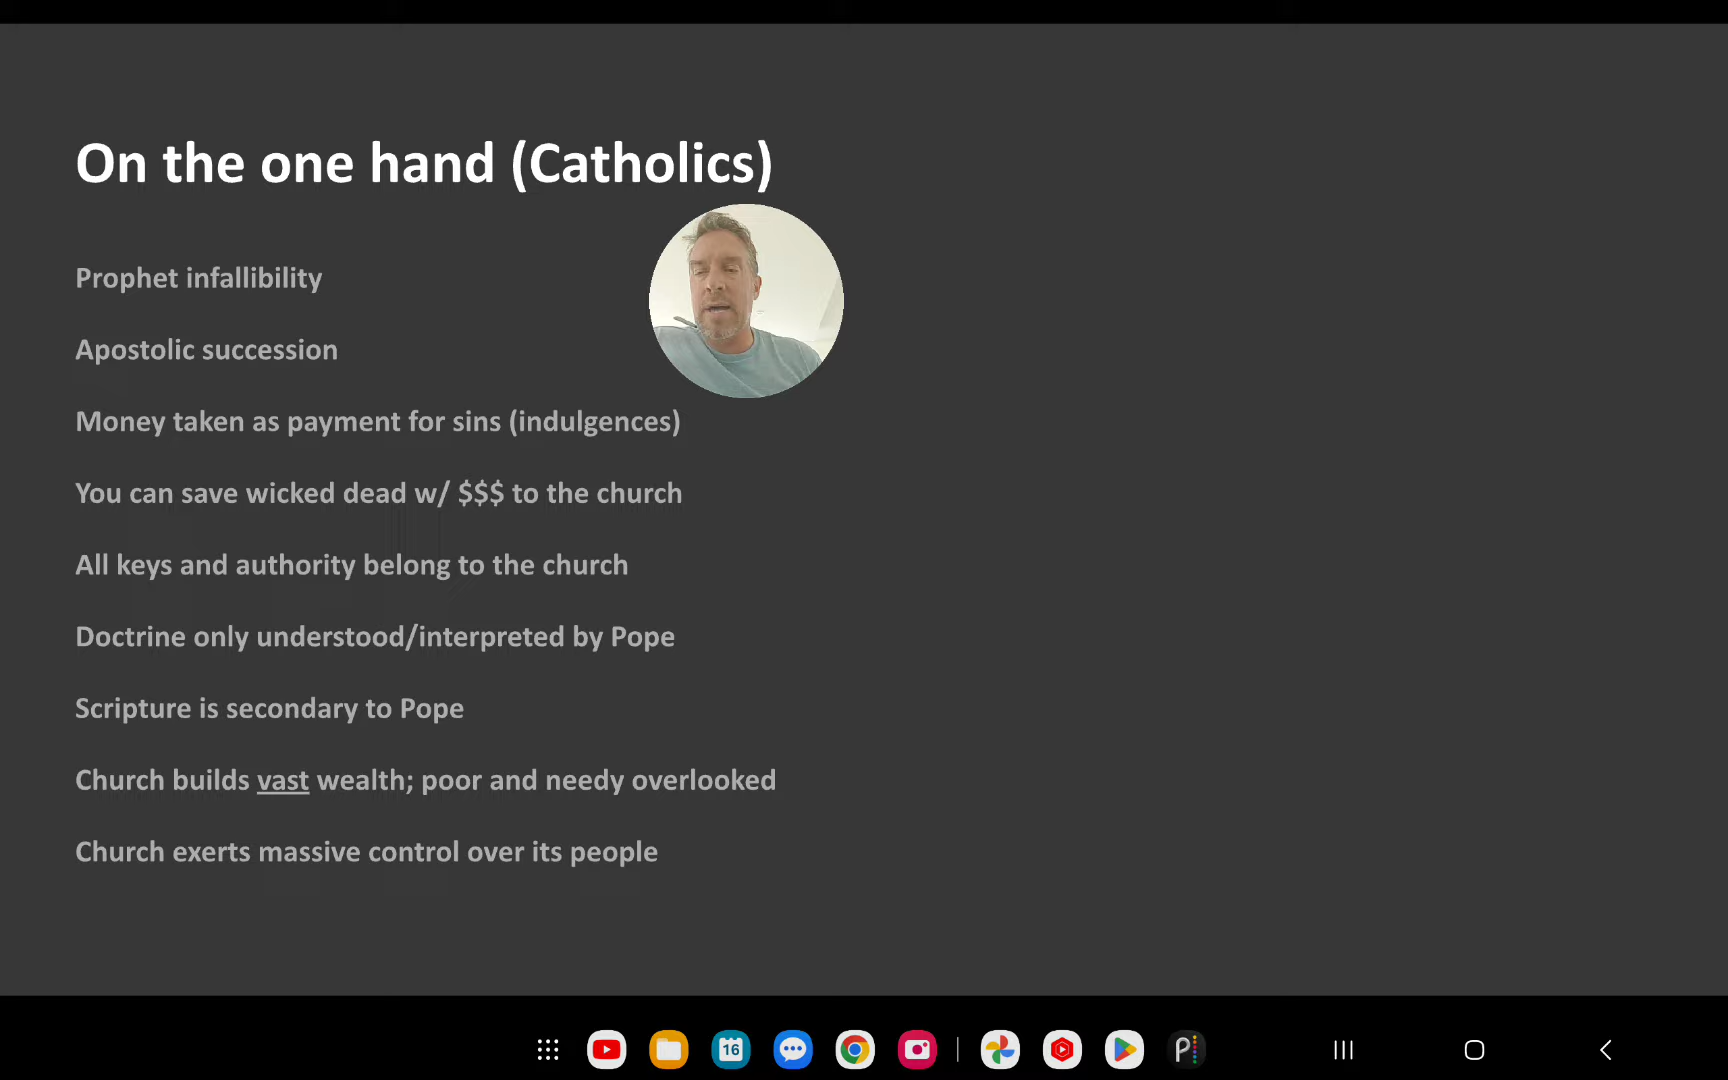 On the one hand (Catholics)
Prophet infallibility
Apostolic succession
Money taken as payment for sins (indulgences)
You can save wicked dead w/ $$$ to the church
All keys and authority belong to the church
Doctrine only understood/interpreted by Pope
Scripture is secondary to Pope
Church builds vast wealth; poor and needy overlooked
Church exerts massive control over its people
16